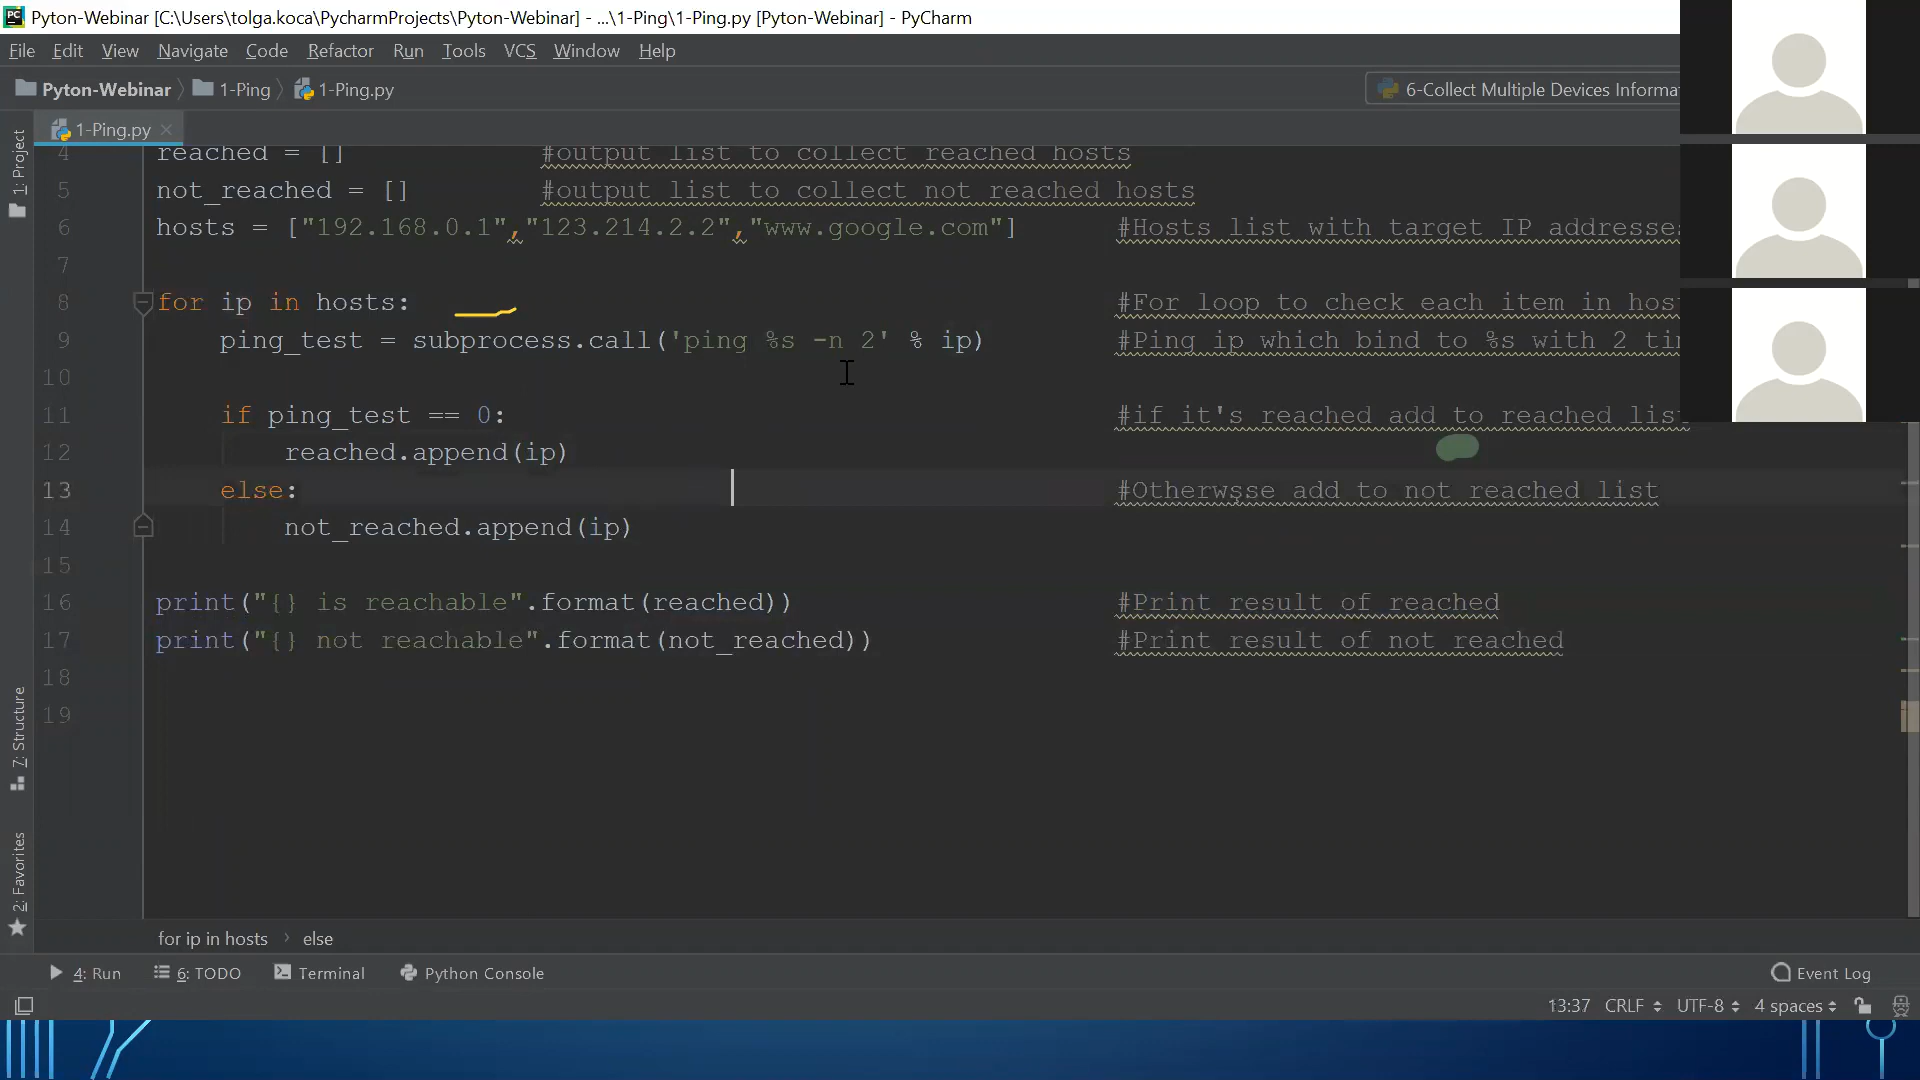 Pyton-Webinar [C:\Users\tolga.koca\PycharmProjects\Pyton-Webinar] - ...\1-Ping\1-Ping.py [Pyton-Webinar] - PyCharm
File Edit View Navigate Code Refactor Run Tools VCS Window Help
Pyton-Webinar 1-Ping 1-Ping.py 6-Collect Multiple Devices Informa
1-Ping.py
1: Project
7: Structure
2: Favorites
4 reached = [] #output list to collect reached hosts
5 not_reached = [] #output list to collect not reached hosts
6 hosts = ["192.168.0.1","123.214.2.2","www.google.com"] #Hosts list with target IP addresses
7
8 for ip in hosts: #For loop to check each item in hos
9 ping_test = subprocess.call('ping %s -n 2' % ip) #Ping ip which bind to %s with 2 ti
10
11 if ping_test == 0: #if it's reached add to reached list
12 reached.append(ip)
13 else: #Otherwşse add to not reached list
14 not_reached.append(ip)
15
16 print("{} is reachable".format(reached)) #Print result of reached
17 print("{} not reachable".format(not_reached)) #Print result of not reached
18
19
for ip in hosts › else
4: Run 6: TODO Terminal Python Console Event Log
13:37 CRLF UTF-8 4 spaces